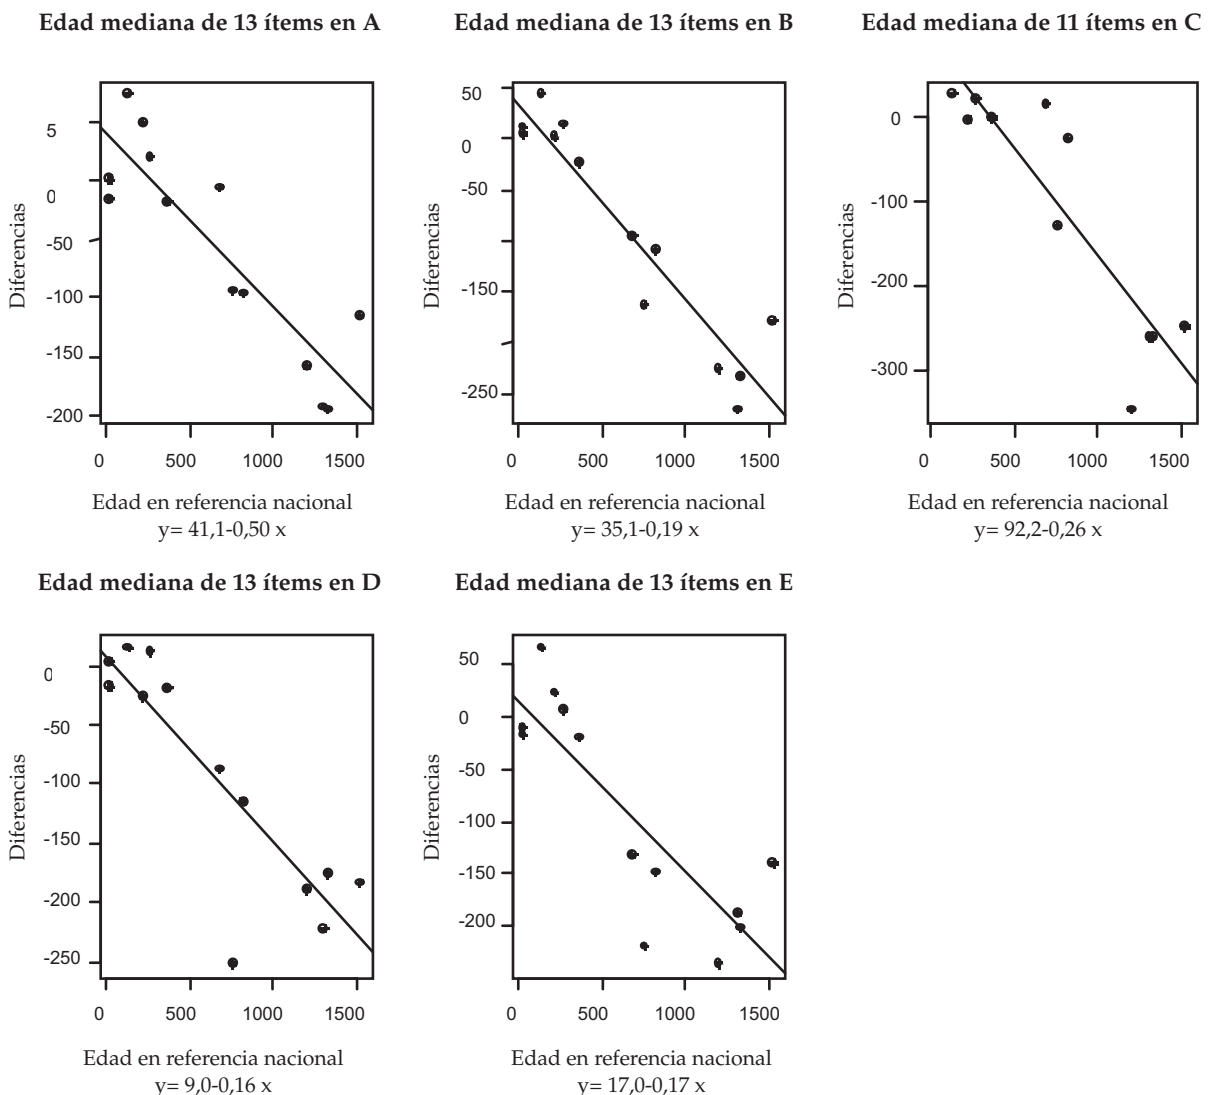 Edad mediana de 13 ítems en A
Edad mediana de 13 ítems en B
Edad mediana de 11 ítems en C
Diferencias
5
0
-50
-100
-150
-200
0 500 1000 1500
Edad en referencia nacional
y= 41,1-0,50 x
Diferencias
50
0
-50
-150
-250
0 500 1000 1500
Edad en referencia nacional
y= 35,1-0,19 x
Diferencias
0
-100
-200
-300
0 500 1000 1500
Edad en referencia nacional
y= 92,2-0,26 x
Edad mediana de 13 ítems en D
Edad mediana de 13 ítems en E
Diferencias
0
-50
-100
-150
-200
-250
0 500 1000 1500
Edad en referencia nacional
y= 9,0-0,16 x
Diferencias
50
0
-50
-100
-150
-200
0 500 1000 1500
Edad en referencia nacional
y= 17,0-0,17 x